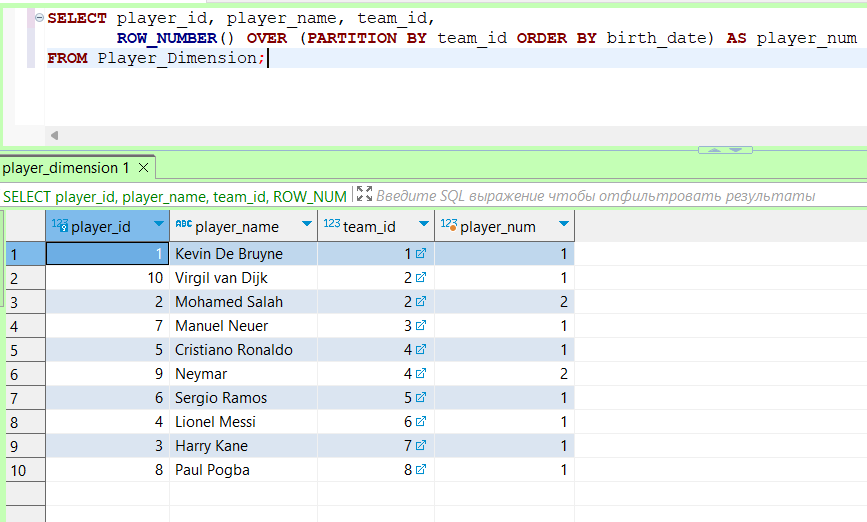 SELECT player_id, player_name, team_id,
ROW_NUMBER() OVER (PARTITION BY team_id ORDER BY birth_date) AS player_num
FROM Player_Dimension;
player_dimension 1
SELECT player_id, player_name, team_id, ROW_NUM Введите SQL выражение чтобы отфильтровать результаты
123 player_id ABC player_name 123 team_id 123 player_num
1 1 Kevin De Bruyne 1 1
2 10 Virgil van Dijk 2 1
3 2 Mohamed Salah 2 2
4 7 Manuel Neuer 3 1
5 5 Cristiano Ronaldo 4 1
6 9 Neymar 4 2
7 6 Sergio Ramos 5 1
8 4 Lionel Messi 6 1
9 3 Harry Kane 7 1
10 8 Paul Pogba 8 1